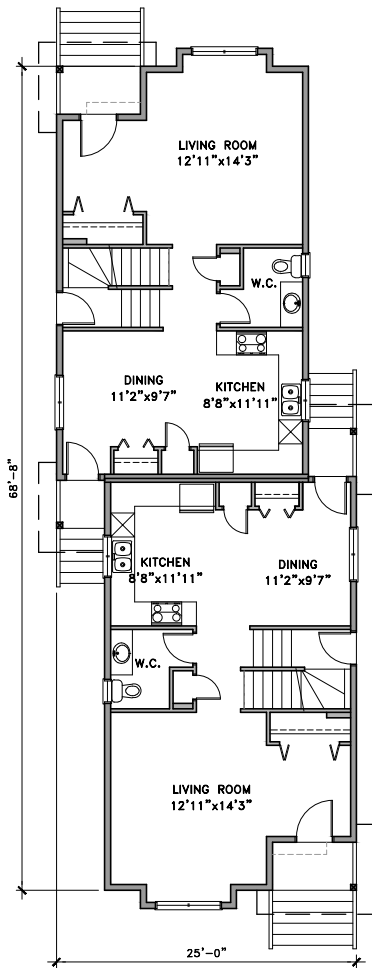 LIVING ROOM
12'11"x14'3"
W.C.
DINING
11'2"x9'7"
KITCHEN
8'8"x11'11"
68'-8"
KITCHEN
8'8"x11'11"
DINING
11'2"x9'7"
W.C.
LIVING ROOM
12'11"x14'3"
25'-0"